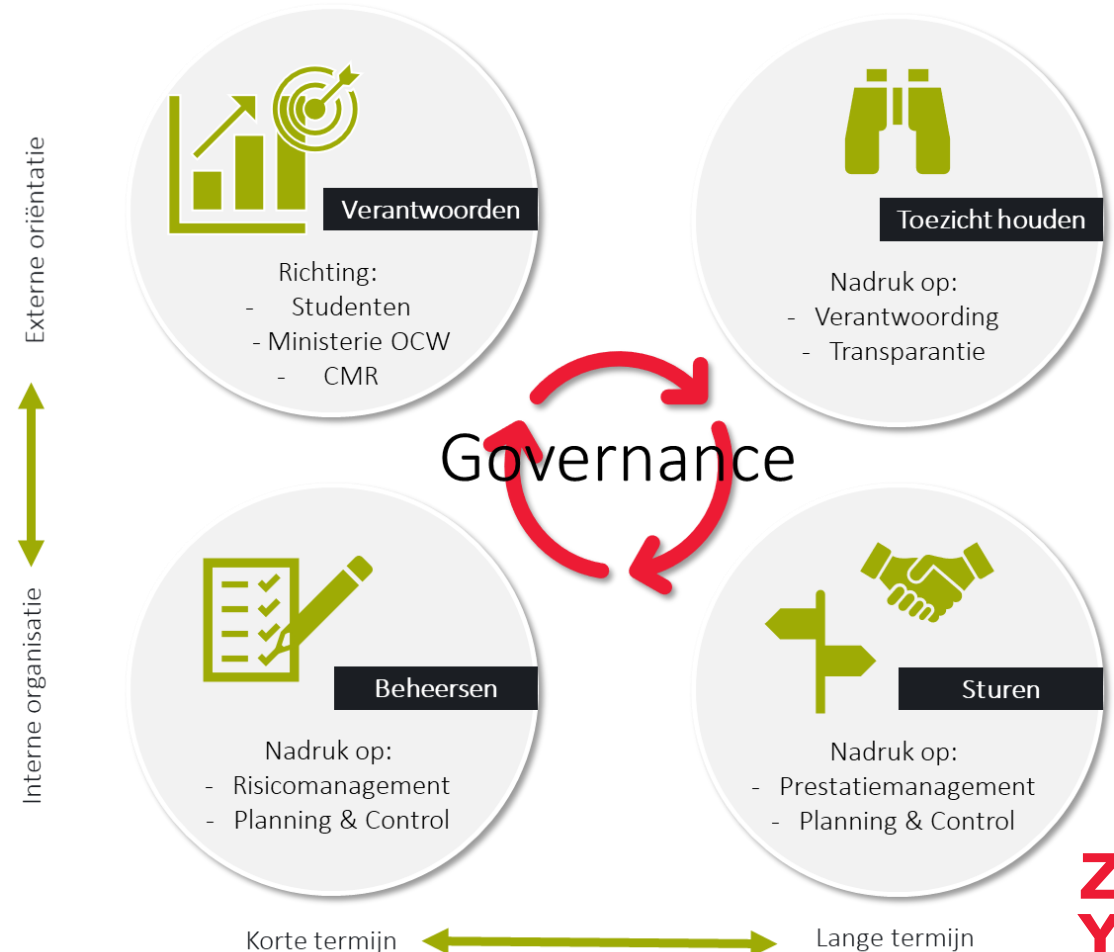 Externe oriëntatie
Interne organisatie
Verantwoorden
Richting:
- Studenten
- Ministerie OCW
- CMR
Toezicht houden
Nadruk op:
- Verantwoording
- Transparantie
Governance
Beheersen
Nadruk op:
- Risicomanagement
- Planning & Control
Sturen
Nadruk op:
- Prestatiemanagement
- Planning & Control
Korte termijn
Lange termijn
Z
Y